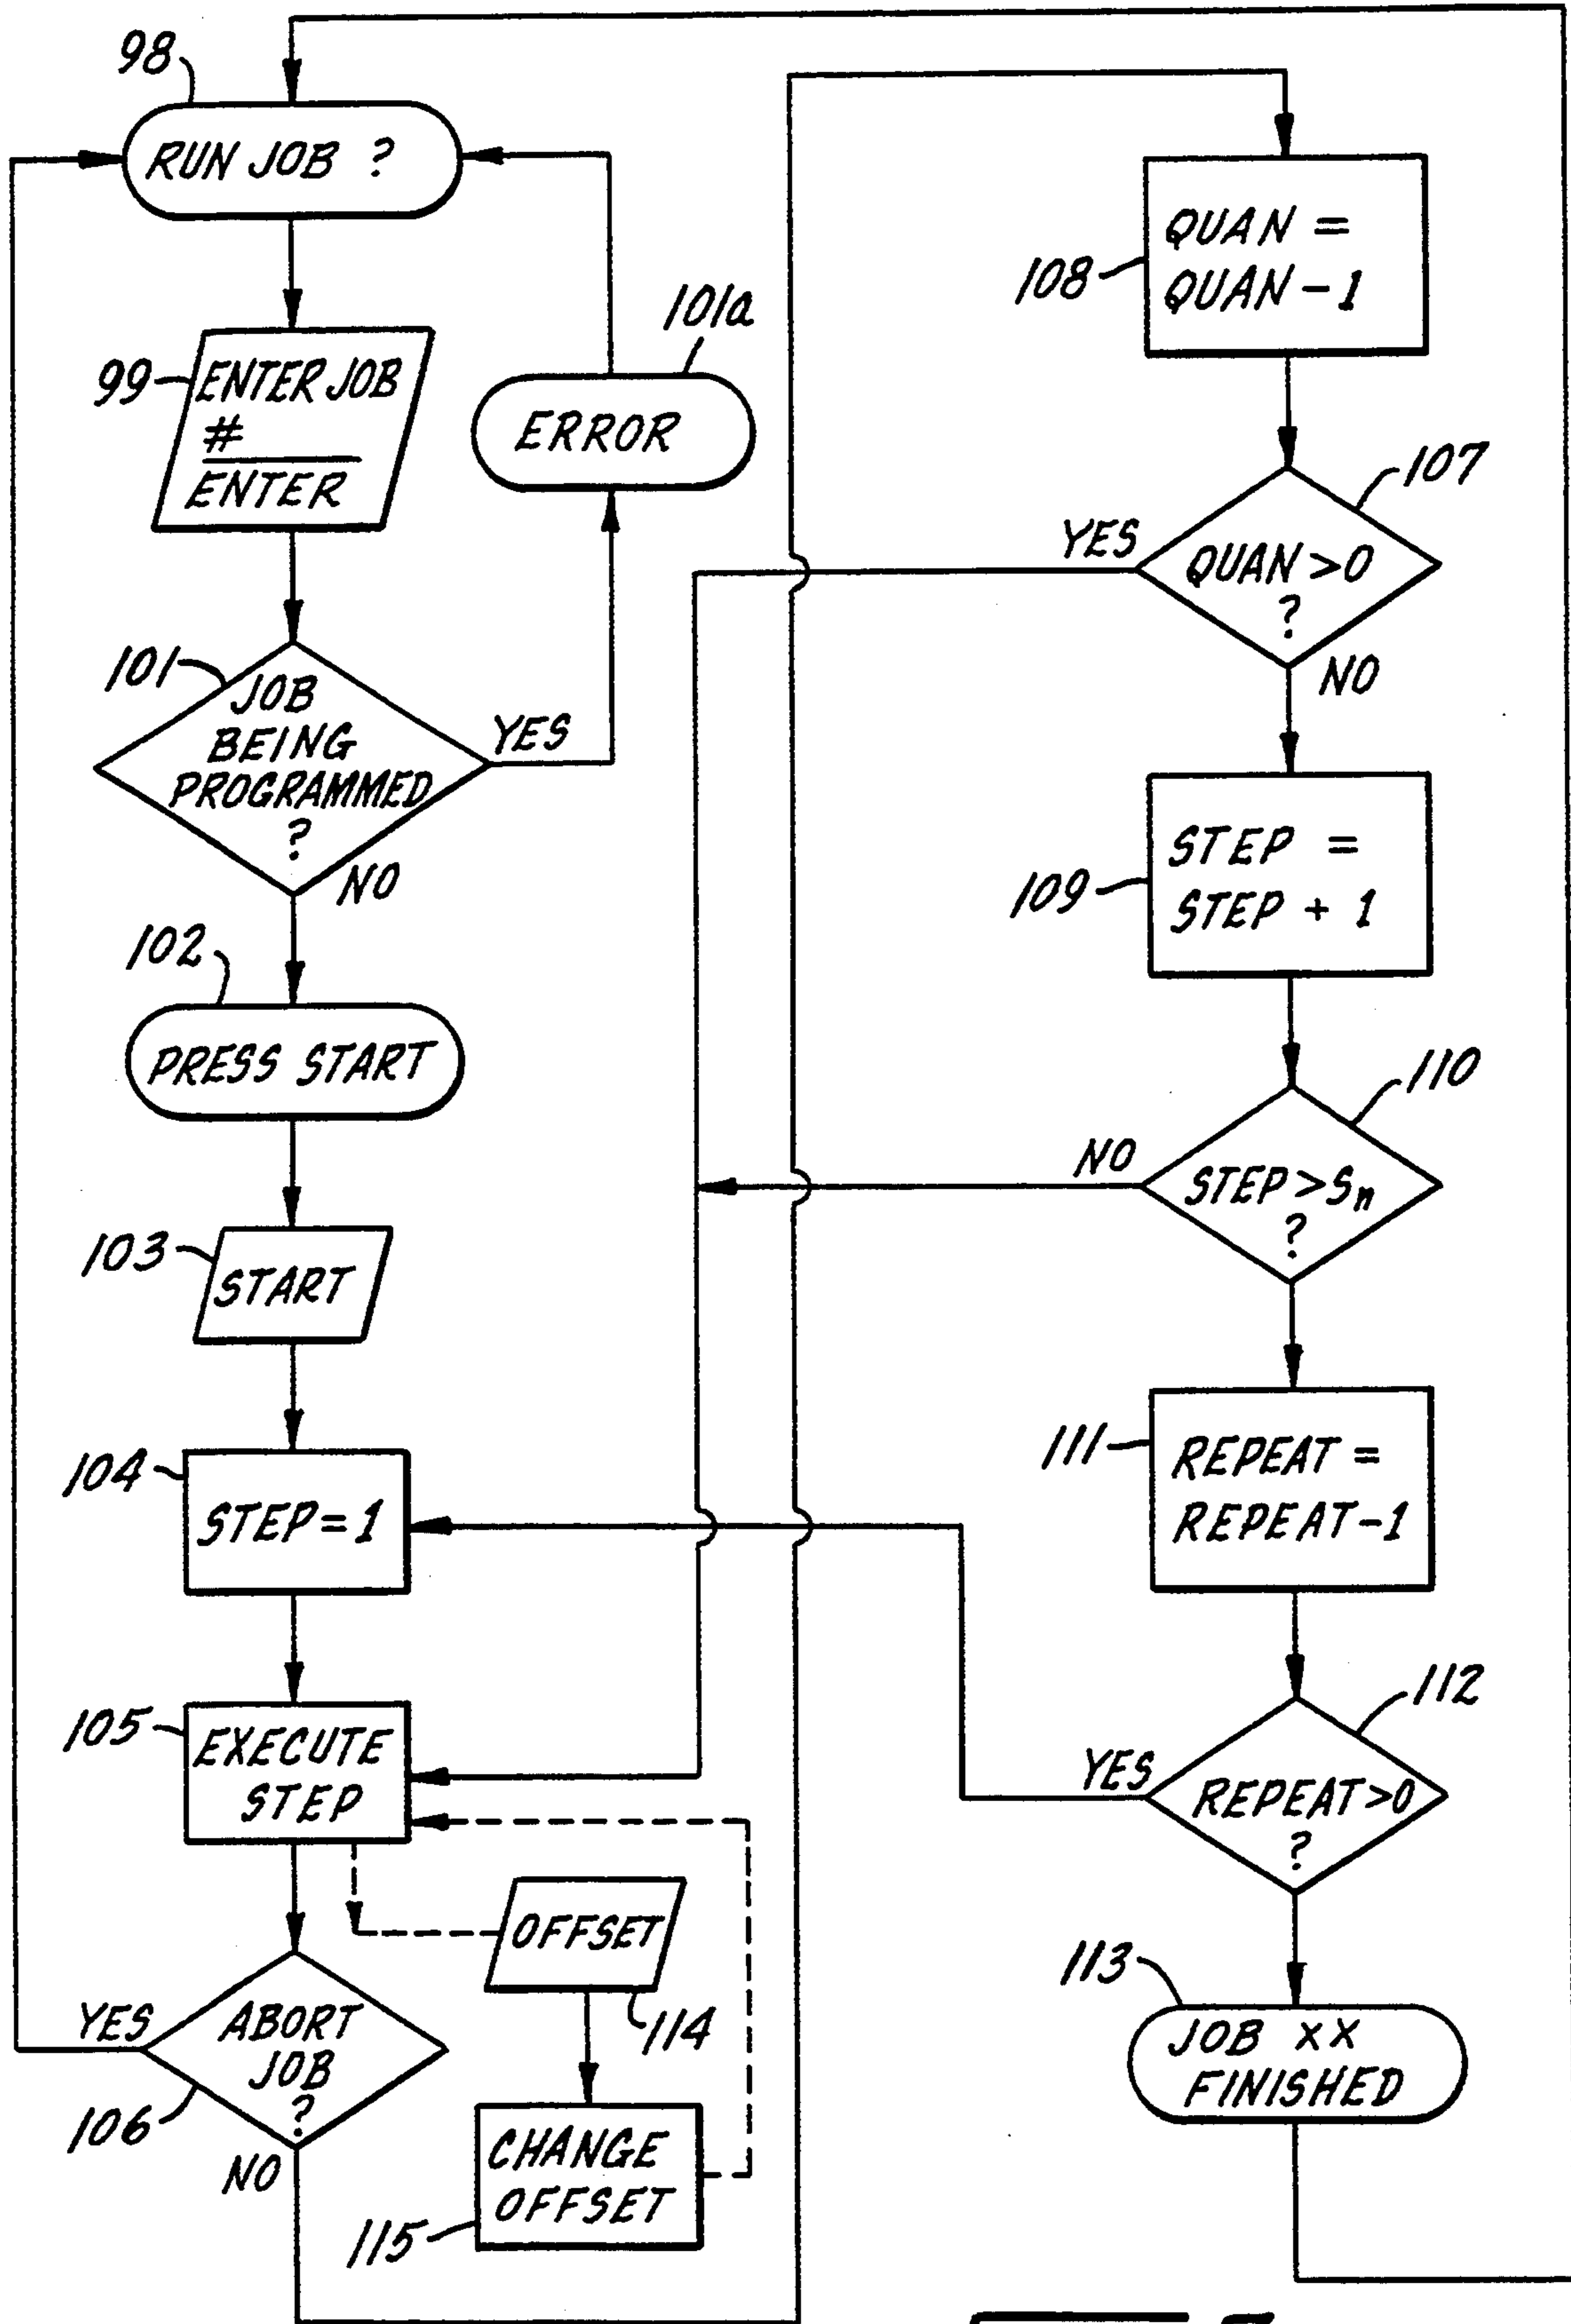 98
RUN JOB ?
99
ENTER JOB
#
ENTER
101a
ERROR
101
JOB
BEING
PROGRAMMED
?
YES
NO
102
PRESS START
103
START
104
STEP = 1
105
EXECUTE
STEP
106
ABORT
JOB
?
YES
NO
OFFSET
114
CHANGE
OFFSET
115
108
QUAN =
QUAN - 1
107
QUAN > 0
?
YES
NO
109
STEP =
STEP + 1
110
STEP > Sn
?
NO
111
REPEAT =
REPEAT - 1
112
REPEAT > 0
?
YES
113
JOB XX
FINISHED